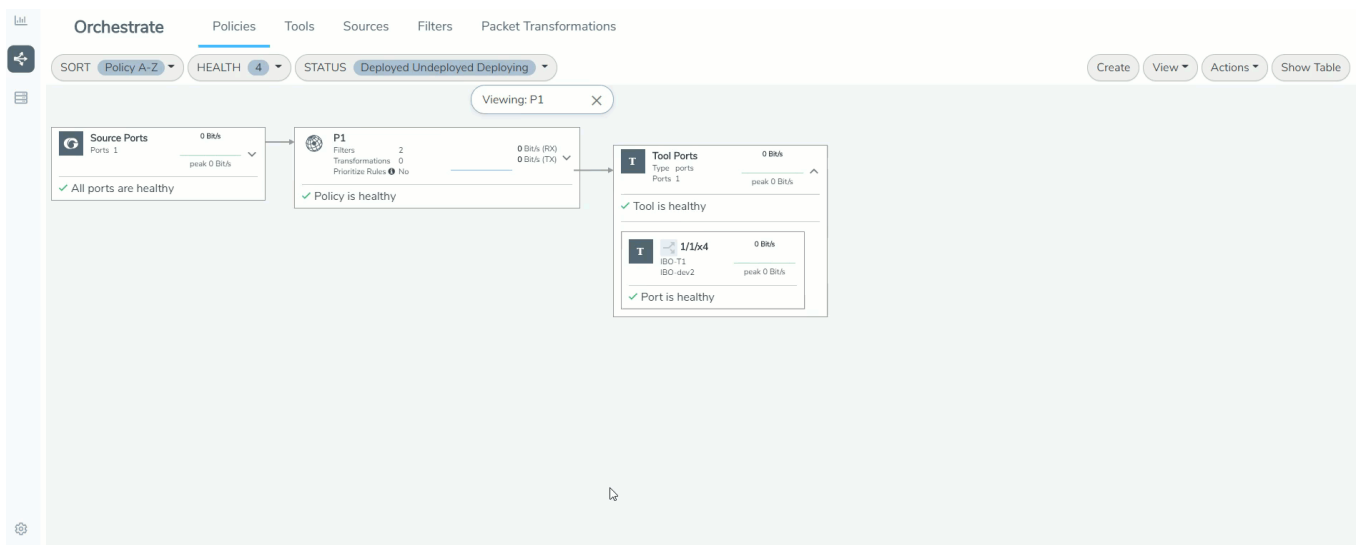 Orchestrate
Policies Tools Sources Filters Packet Transformations
SORT Policy A-Z HEALTH 4 STATUS Deployed Undeployed Deploying
Create View Actions Show Table
Viewing: P1
Source Ports
Ports 1
0 Bit/s
peak 0 Bit/s
All ports are healthy
P1
Filters 2
Transformations 0
Prioritize Rules No
0 Bit/s (RX)
0 Bit/s (TX)
Policy is healthy
T
Tool Ports
Type ports
Ports 1
0 Bit/s
peak 0 Bit/s
Tool is healthy
T
1/1/x4
IBO-T1
IBO-dev2
0 Bit/s
peak 0 Bit/s
Port is healthy